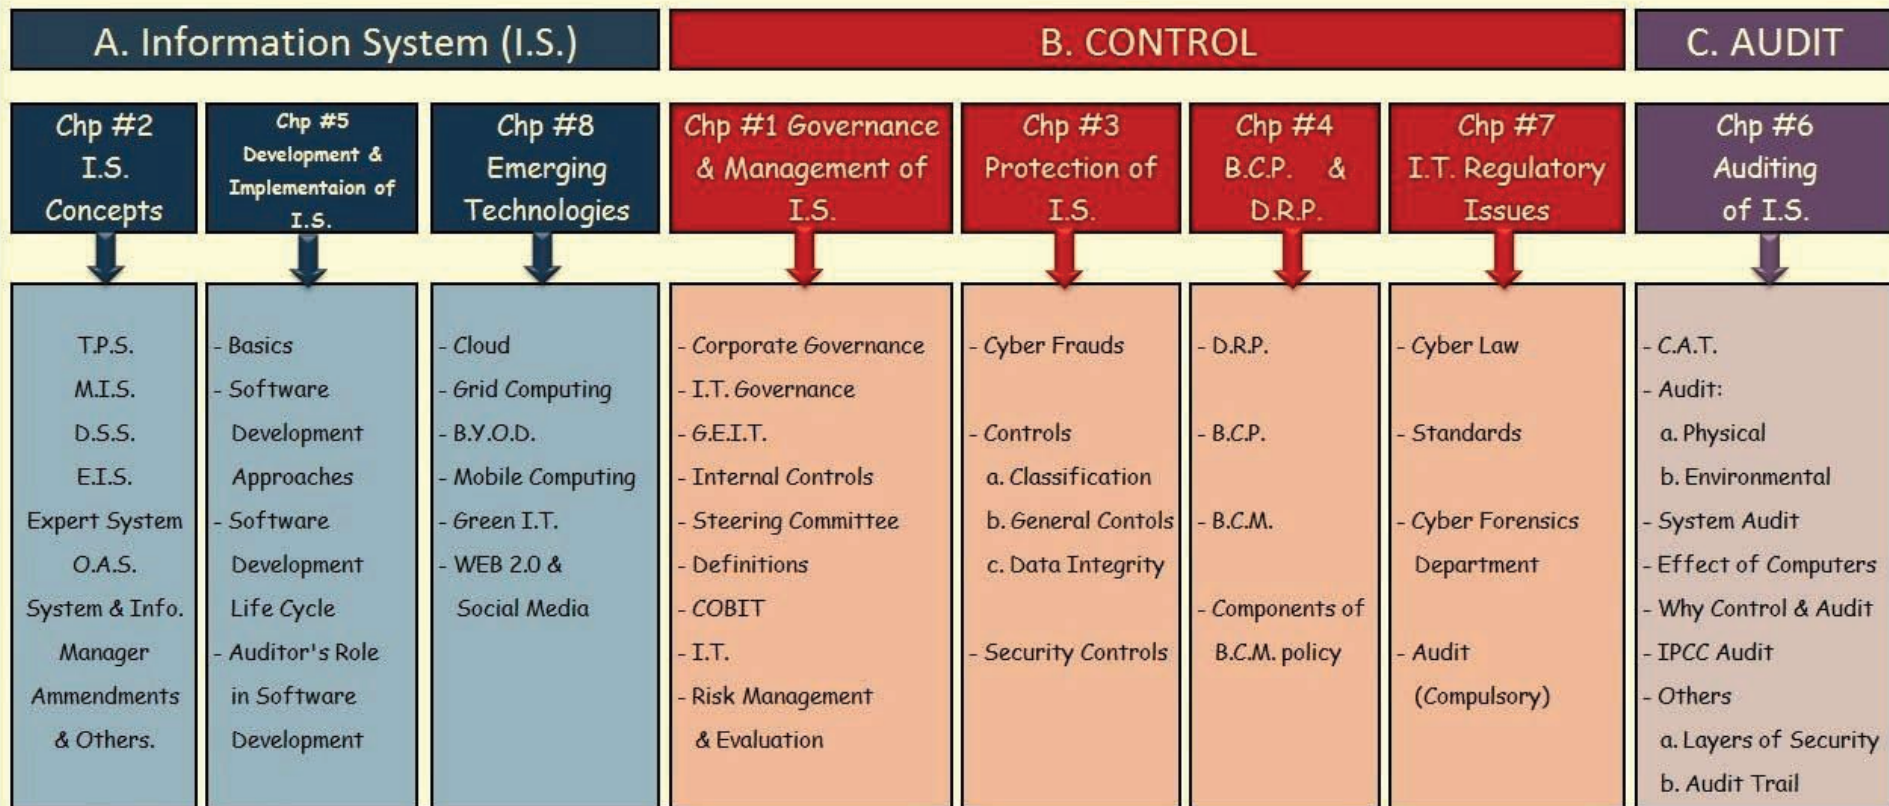 A. Information System (I.S.)
B. CONTROL
C. AUDIT
Chp #2
I.S.
Concepts
Chp #5
Development &
Implementaion of
I.S.
Chp #8
Emerging
Technologies
Chp #1 Governance
& Management of
I.S.
Chp #3
Protection of
I.S.
Chp #4
B.C.P. &
D.R.P.
Chp #7
I.T. Regulatory
Issues
Chp #6
Auditing
of I.S.
T.P.S.
M.I.S.
D.S.S.
E.I.S.
Expert System
O.A.S.
System & Info.
Manager
Ammendments
& Others.
- Basics
- Software
Development
Approaches
- Software
Development
Life Cycle
- Auditor's Role
in Software
Development
- Cloud
- Grid Computing
- B.Y.O.D.
- Mobile Computing
- Green I.T.
- WEB 2.0 &
Social Media
- Corporate Governance
- I.T. Governance
- G.E.I.T.
- Internal Controls
- Steering Committee
- Definitions
- COBIT
- I.T.
- Risk Management
& Evaluation
- Cyber Frauds
- Controls
a. Classification
b. General Contols
c. Data Integrity
- Security Controls
- D.R.P.
- B.C.P.
- B.C.M.
- Components of
B.C.M. policy
- Cyber Law
- Standards
- Cyber Forensics
Department
- Audit
(Compulsory)
- C.A.T.
- Audit:
a. Physical
b. Environmental
- System Audit
- Effect of Computers
- Why Control & Audit
- IPCC Audit
- Others
a. Layers of Security
b. Audit Trail